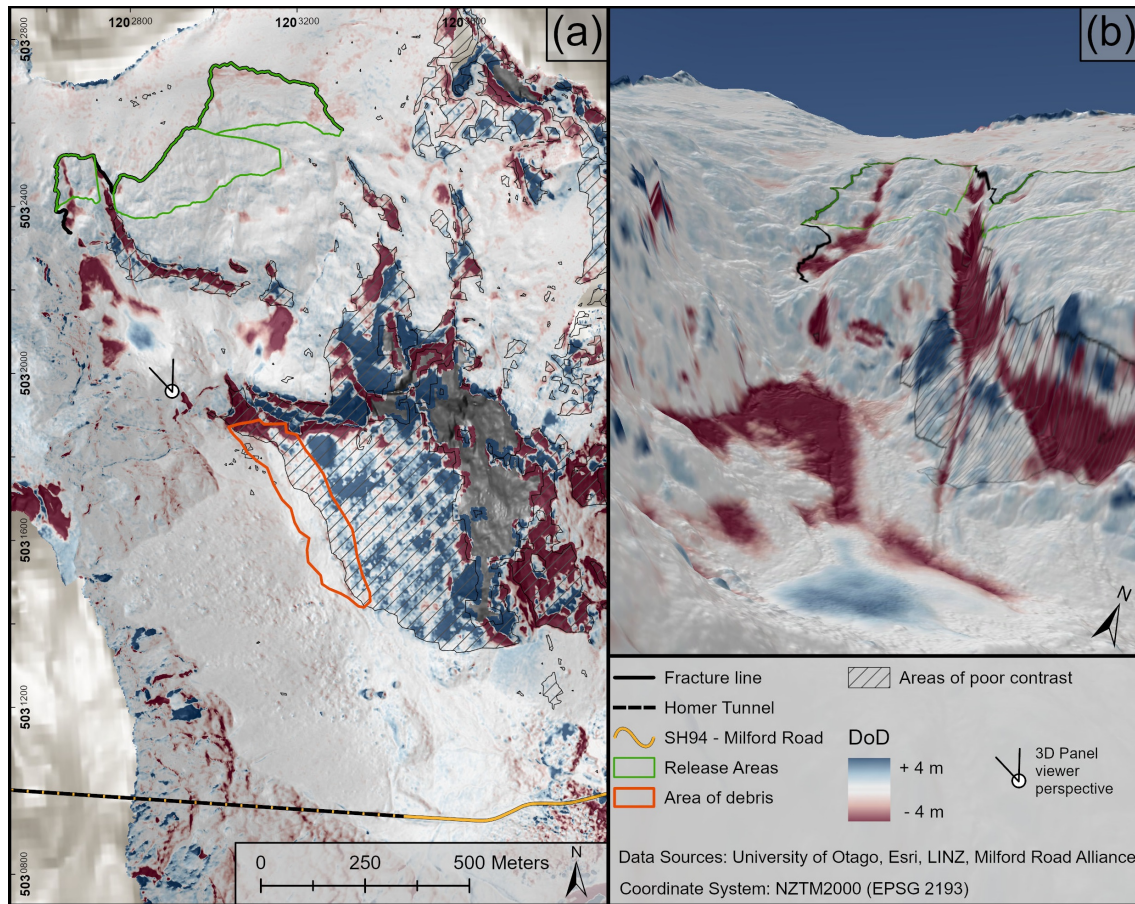 120 2800
120 3200
120 3600
(a)
(b)
503 2800
503 2400
503 2000
503 1600
503 1200
503 0800
N
0 250 500 Meters
N
Fracture line
Homer Tunnel
SH94 - Milford Road
Release Areas
Area of debris
Areas of poor contrast
DoD
+ 4 m
- 4 m
3D Panel
viewer
perspective
Data Sources: University of Otago, Esri, LINZ, Milford Road Alliance
Coordinate System: NZTM2000 (EPSG 2193)